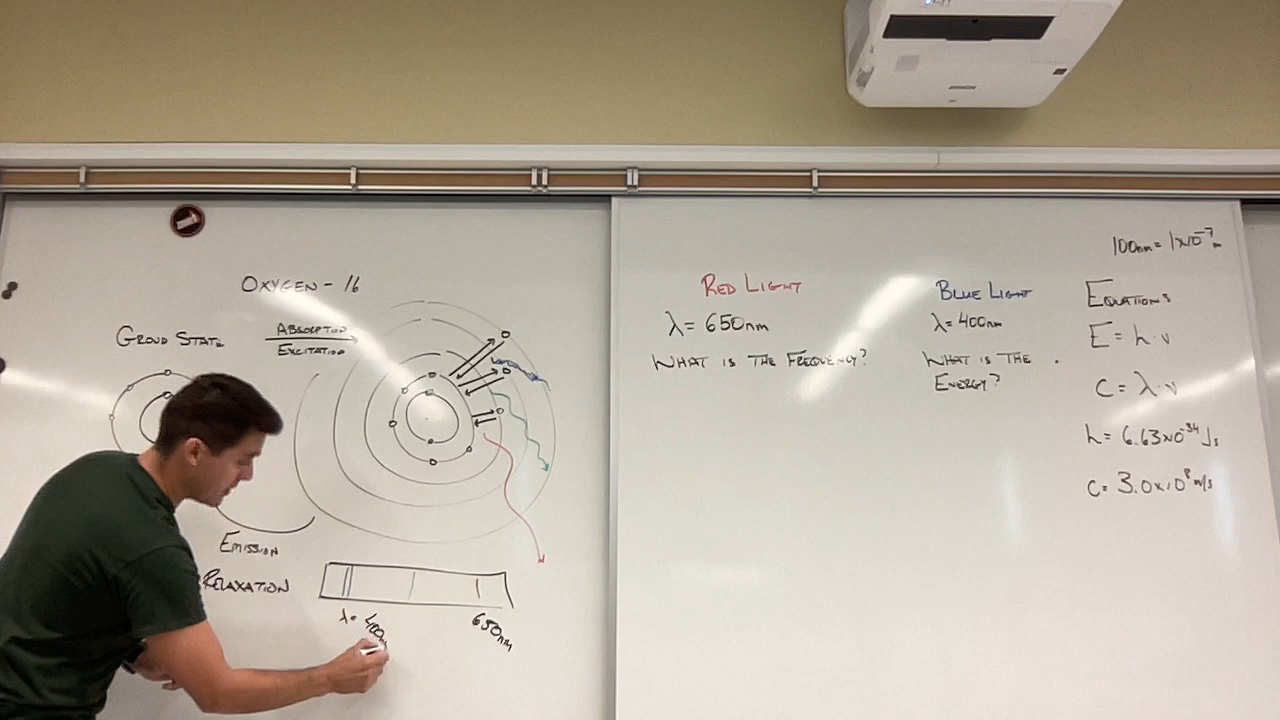 OXYGEN - 16
GROUD STATE
ABSORPTION
EXCITATION
EMISSION
RELAXATION
λ = 400nm
650nm
RED LIGHT
λ = 650nm
WHAT IS THE FREQUENCY?
BLUE LIGHT
λ = 400nm
WHAT IS THE
ENERGY?
100nm = 1x10⁻⁷m
EQUATIONS
E = h · ν
C = λ · ν
h = 6.63x10⁻³⁴ Js
c = 3.0x10⁸ m/s